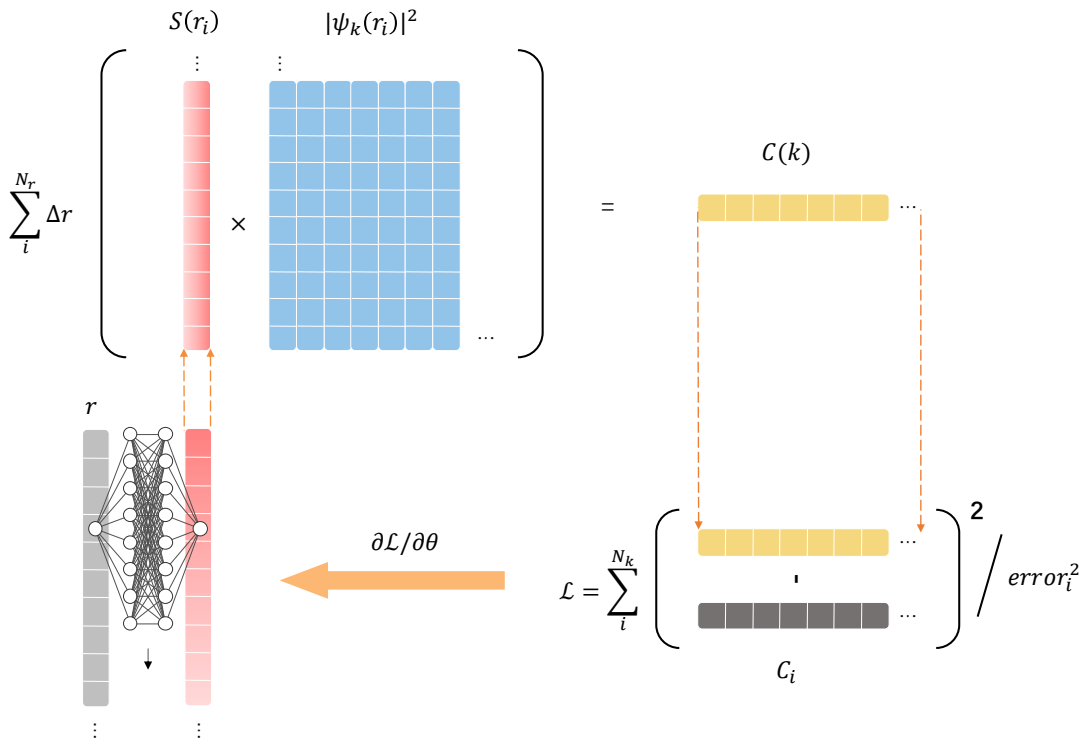 S(r_i)
|ψ_k(r_i)|^2
⋮
⋮
∑_i^{N_r} Δr
×
...
=
C(k)
...
r
⋮
⋮
∂ℒ/∂θ
ℒ = ∑_i^{N_k}
...
-
...
2
/ error_i^2
C_i